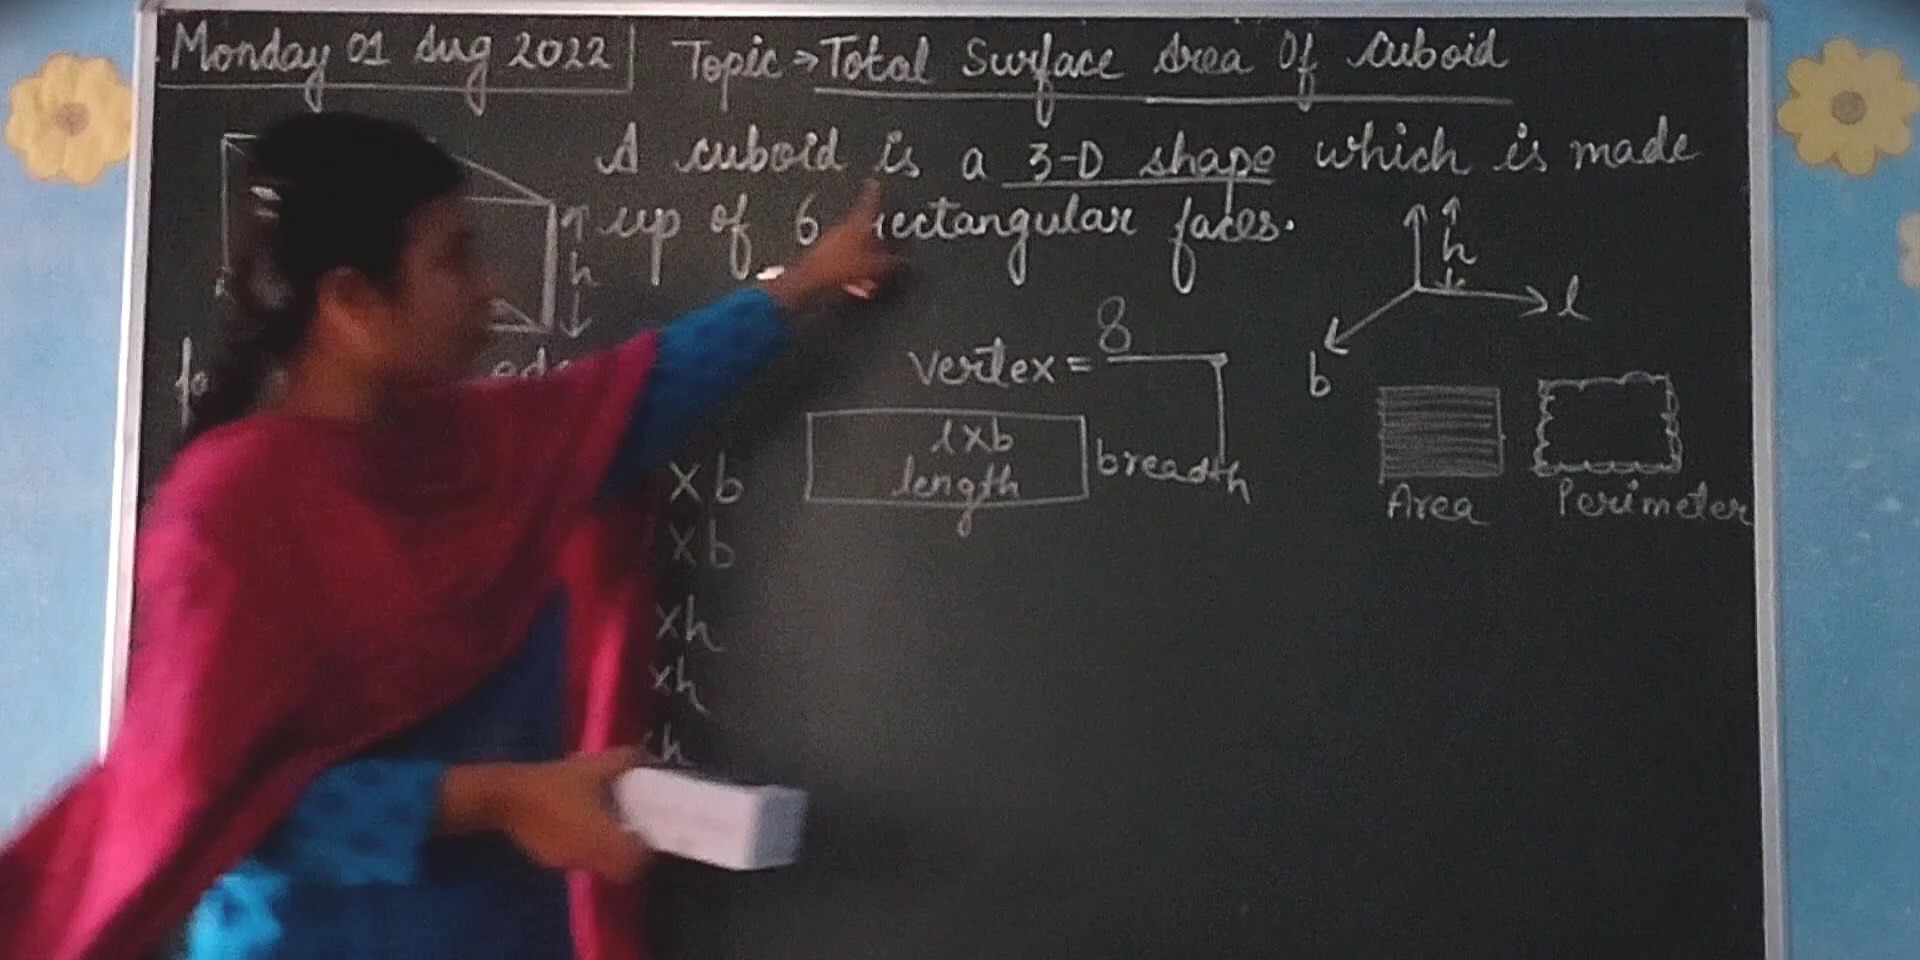 Monday 01 Aug 2022 Topic → Total Surface Area Of Cuboid
A cuboid is a 3-D shape which is made
up of 6 rectangular faces.
h
h
l
b
vertex = 8
l×b
length
breadth
Area
Perimeter
×b
×b
×h
×h
h